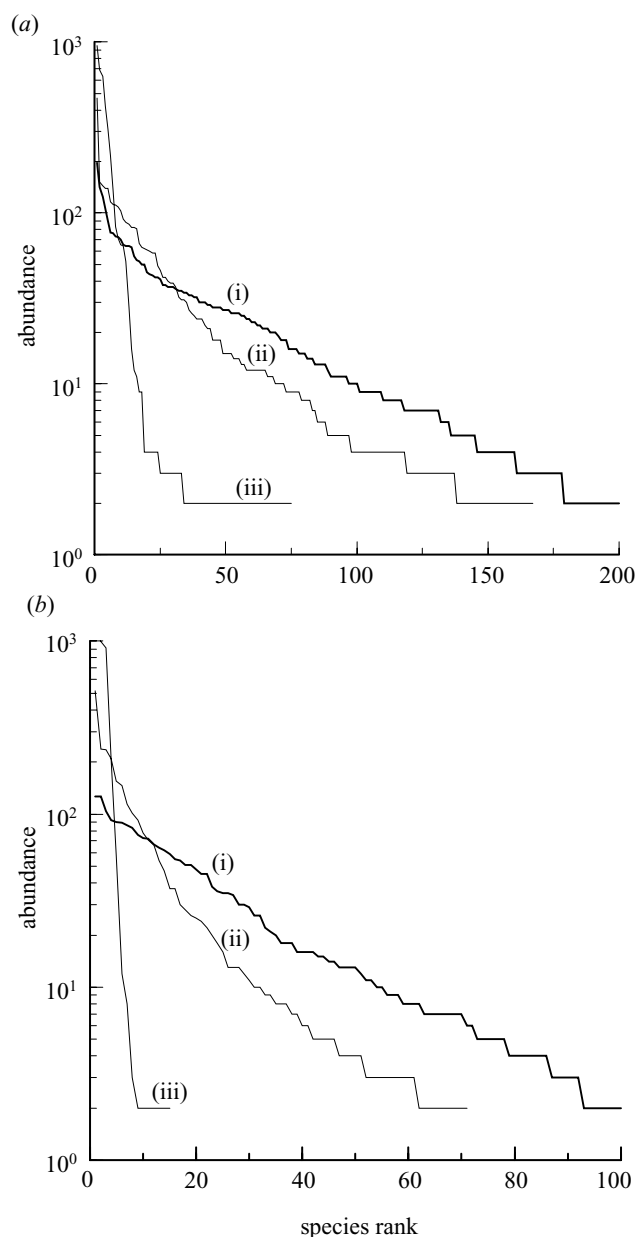 (a)
10³
10²
10¹
10⁰
abundance
(i)
(ii)
(iii)
0 50 100 150 200
(b)
10³
10²
10¹
10⁰
abundance
(i)
(ii)
(iii)
0 20 40 60 80 100
species rank